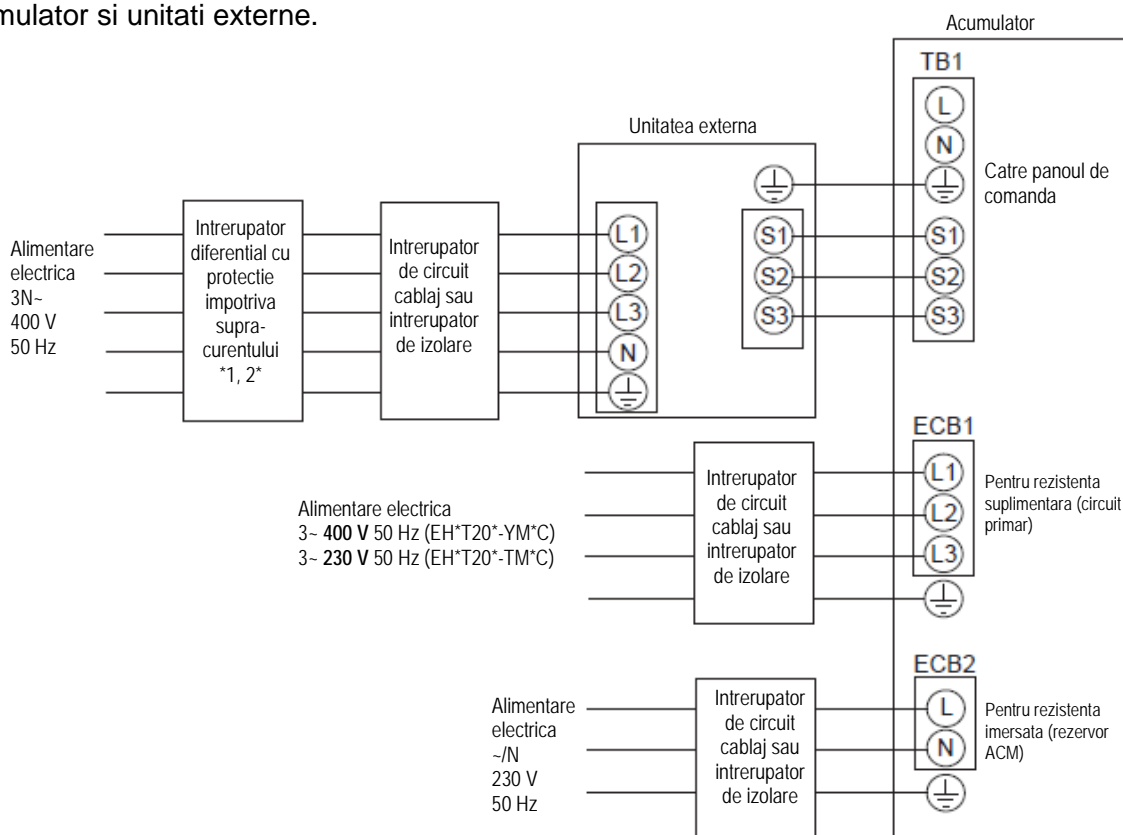 mulator si unitati externe.
Acumulator
TB1
L
N
Catre panoul de
comanda
S1
S2
S3
Unitatea externa
S1
S2
S3
L1
L2
L3
N
Intrerupator
de circuit
cablaj sau
intrerupator
de izolare
Intrerupator
diferential cu
protectie
impotriva
supra-
curentului
*1, 2*
Alimentare
electrica
3N~
400 V
50 Hz
ECB1
L1
L2
L3
Pentru rezistenta
suplimentara (circuit
primar)
Intrerupator
de circuit
cablaj sau
intrerupator
de izolare
Alimentare electrica
3~ 400 V 50 Hz (EH*T20*-YM*C)
3~ 230 V 50 Hz (EH*T20*-TM*C)
ECB2
L
N
Pentru rezistenta
imersata (rezervor
ACM)
Intrerupator
de circuit
cablaj sau
intrerupator
de izolare
Alimentare
electrica
~/N
230 V
50 Hz